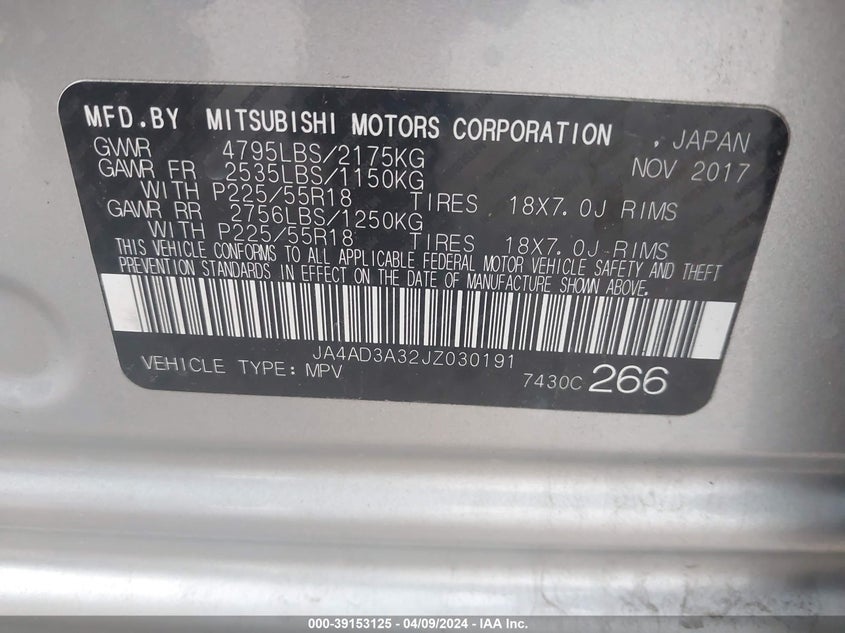 MFD.BY MITSUBISHI MOTORS CORPORATION , JAPAN
GVWR 4795LBS/2175KG NOV 2017
GAWR FR 2535LBS/1150KG
WITH P225/55R18 TIRES 18X7.0J RIMS
GAWR RR 2756LBS/1250KG
WITH P225/55R18 TIRES 18X7.0J RIMS
THIS VEHICLE CONFORMS TO ALL APPLICABLE FEDERAL MOTOR VEHICLE SAFETY AND THEFT
PREVENTION STANDARDS IN EFFECT ON THE DATE OF MANUFACTURE SHOWN ABOVE.
JA4AD3A32JZ030191
VEHICLE TYPE: MPV 7430C 266
000-39153125 | 04/09/2024 - IAA Inc.